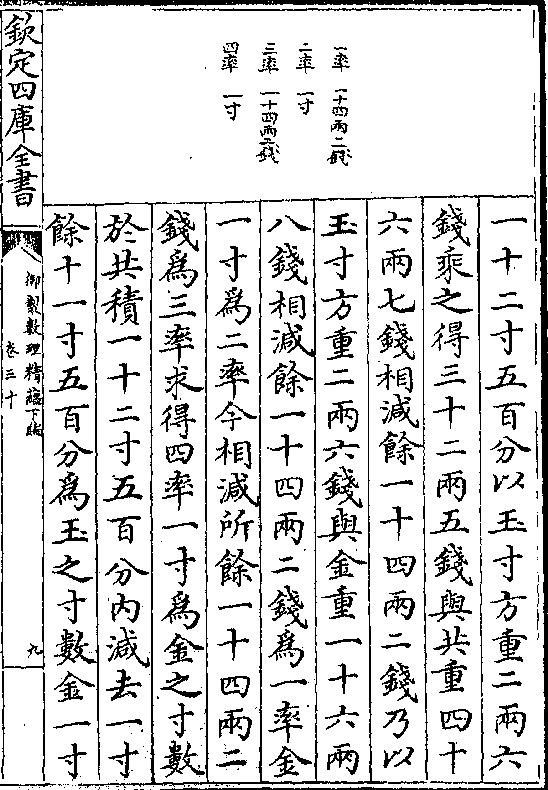 一率 一十四兩二錢
二率 一寸
三率 一十四兩二錢
四率 一寸
一十二寸五百分以玉寸方重二兩六
錢乘之得三十二兩五錢與共重四十
六兩七錢相減餘一十四兩二錢乃以
玉寸方重二兩六錢與金重一十六兩
八錢相減餘一十四兩二錢為一率金
一寸為二率今相減所餘一十四兩二
錢為三率求得四率一寸為金之寸數
於共積一十二寸五百分内減去一寸
餘十一寸五百分為玉之寸數金一寸
欽定四庫全書
御製數理精蘊下編
卷三十
九